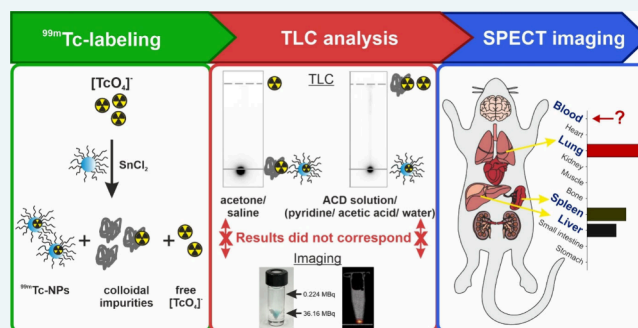 ⁹⁹ᵐTc-labeling
TLC analysis
SPECT imaging
[TcO₄]⁻
SnCl₂
⁹⁹ᵐTc-NPs
colloidal
impurities
free
[TcO₄]⁻
TLC
acetone/
saline
ACD solution/
(pyridine/ acetic acid/ water)
Results did not correspond
Imaging
0.224 MBq
36.16 MBq
Blood
?
Heart
Lung
Kidney
Muscle
Bone
Spleen
Liver
Small intestine
Stomach